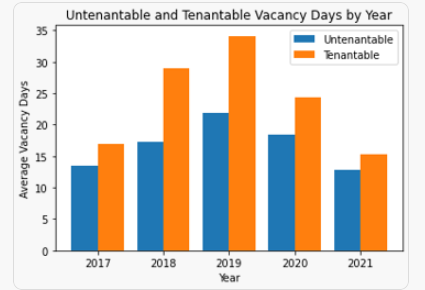 Untenantable and Tenantable Vacancy Days by Year
Untenantable
Tenantable
Average Vacancy Days
35
30
25
20
15
10
5
0
2017 2018 2019 2020 2021
Year